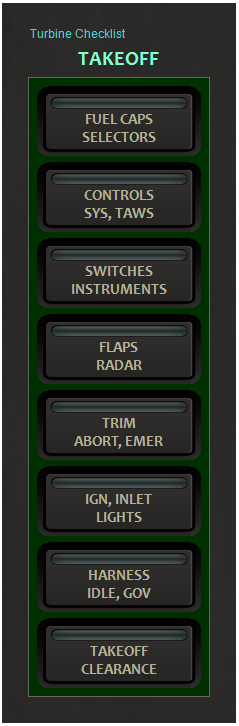 Turbine Checklist
TAKEOFF
FUEL CAPS
SELECTORS
CONTROLS
SYS, TAWS
SWITCHES
INSTRUMENTS
FLAPS
RADAR
TRIM
ABORT, EMER
IGN, INLET
LIGHTS
HARNESS
IDLE, GOV
TAKEOFF
CLEARANCE